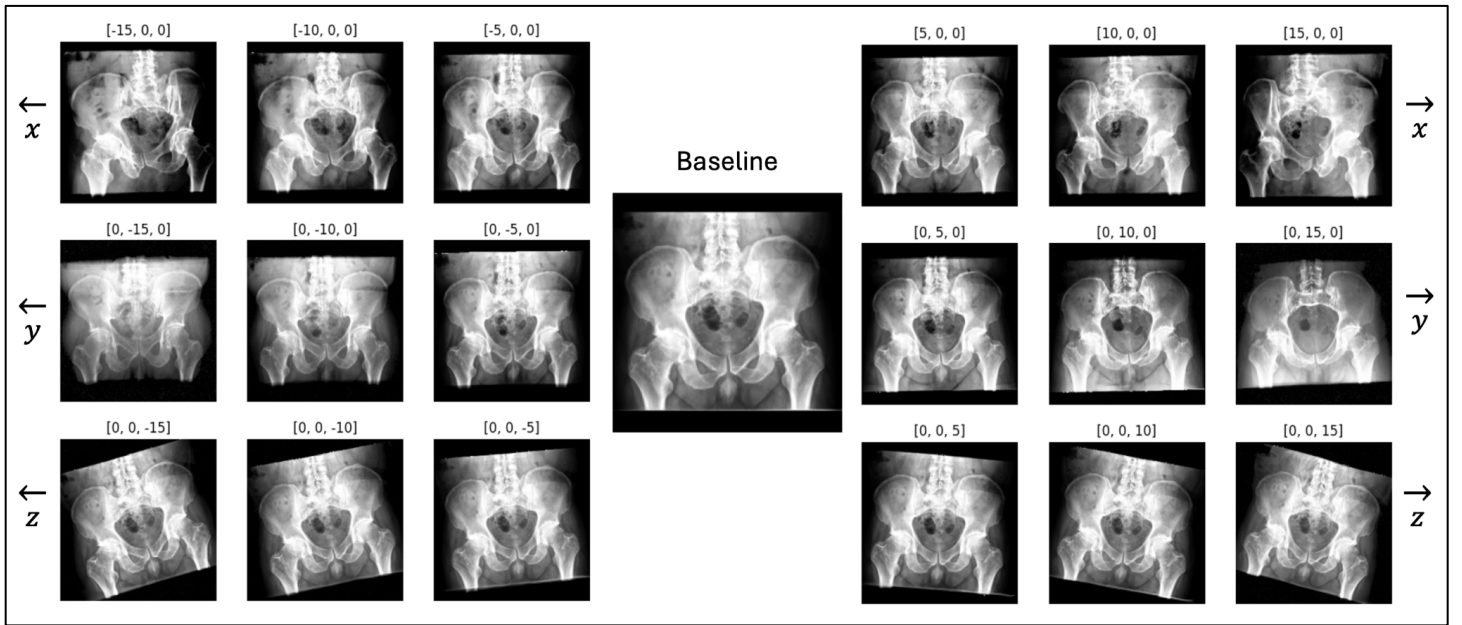 [-15, 0, 0] [-10, 0, 0] [-5, 0, 0] [5, 0, 0] [10, 0, 0] [15, 0, 0]
← x → x
Baseline
[0, -15, 0] [0, -10, 0] [0, -5, 0] [0, 5, 0] [0, 10, 0] [0, 15, 0]
← y → y
[0, 0, -15] [0, 0, -10] [0, 0, -5] [0, 0, 5] [0, 0, 10] [0, 0, 15]
← z → z